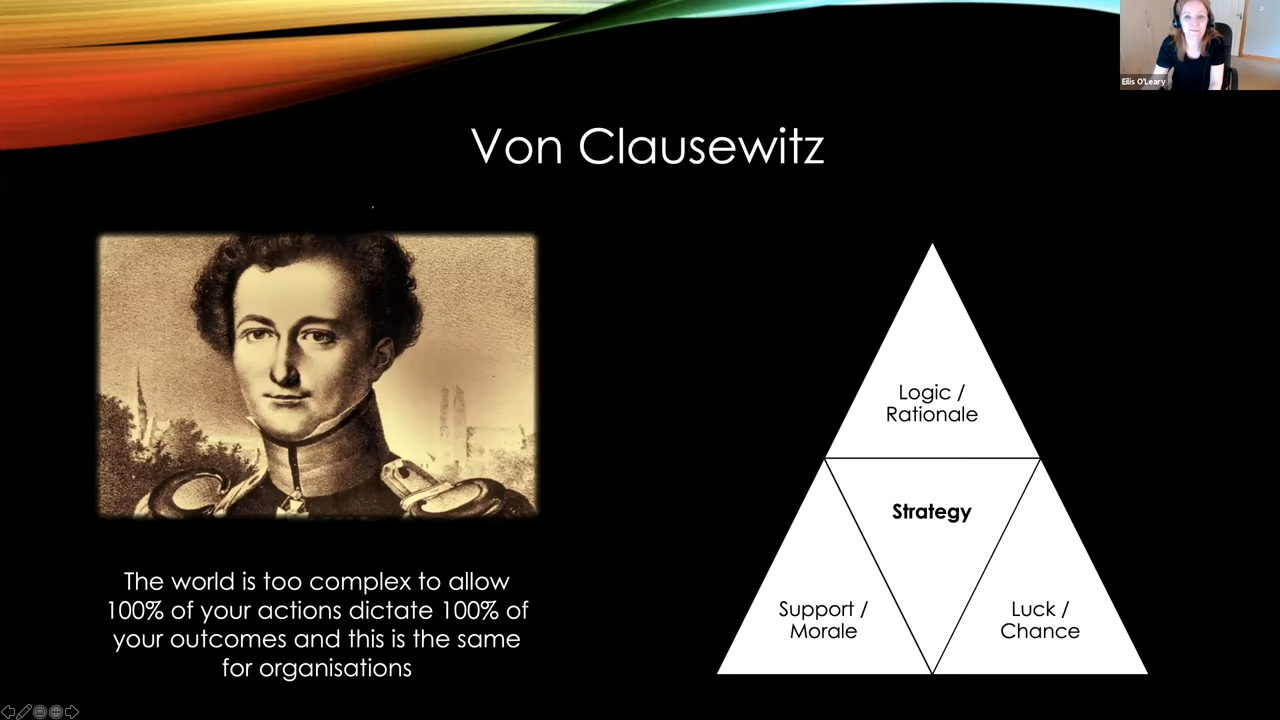 Eilis O'Leary
Von Clausewitz
The world is too complex to allow
100% of your actions dictate 100% of
your outcomes and this is the same
for organisations
Logic /
Rationale
Strategy
Support /
Morale
Luck /
Chance